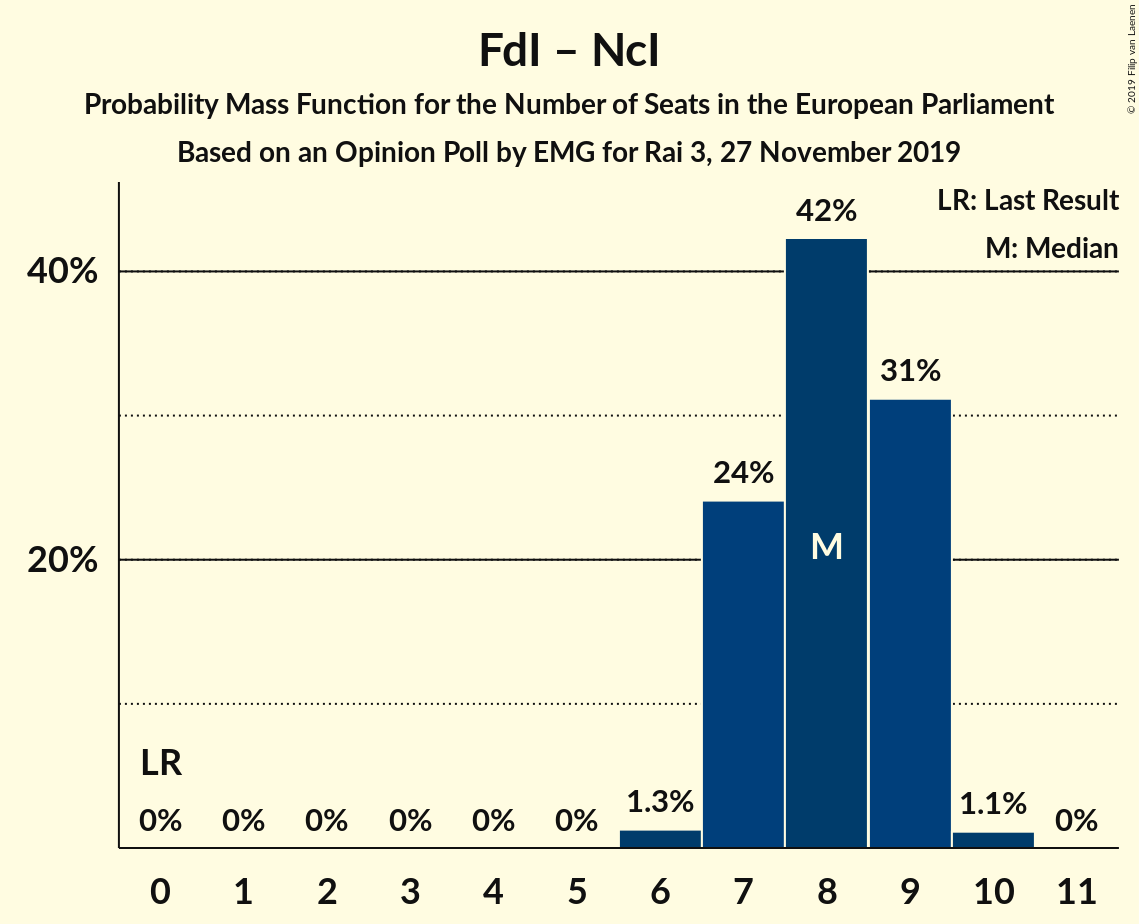 FdI – NcI
Probability Mass Function for the Number of Seats in the European Parliament
Based on an Opinion Poll by EMG for Rai 3, 27 November 2019
© 2019 Filip van Laenen
LR: Last Result
M: Median
42%
40%
31%
24%
M
20%
LR
0% 0% 0% 0% 0% 0% 1.3% 1.1% 0%
0 1 2 3 4 5 6 7 8 9 10 11